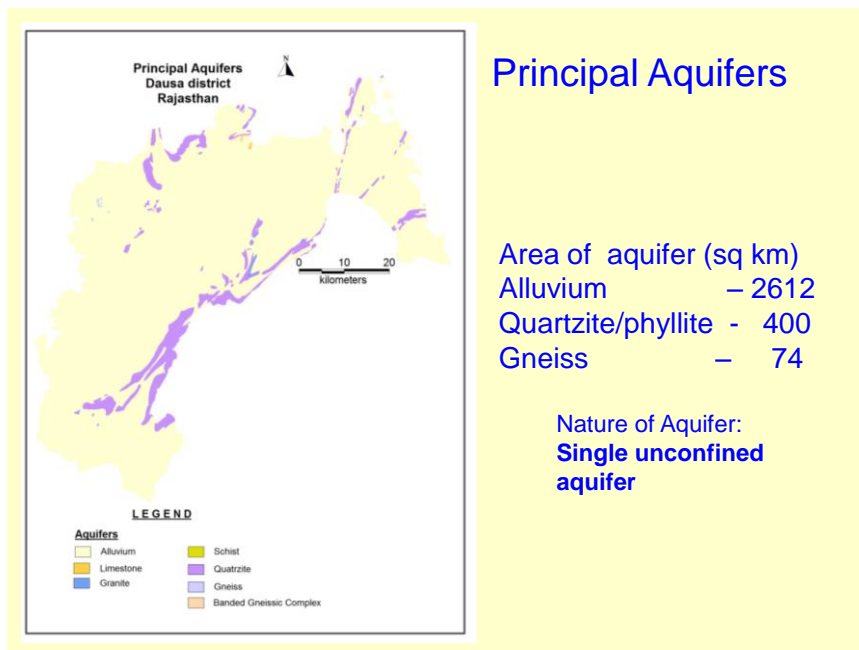 Principal Aquifers
Dausa district
Rajasthan
N
0 10 20
kilometers
LEGEND
Aquifers
Alluvium
Limestone
Granite
Schist
Quatrzite
Gneiss
Banded Gneissic Complex
Principal Aquifers
Area of aquifer (sq km)
Alluvium – 2612
Quartzite/phyllite - 400
Gneiss – 74
Nature of Aquifer:
Single unconfined
aquifer